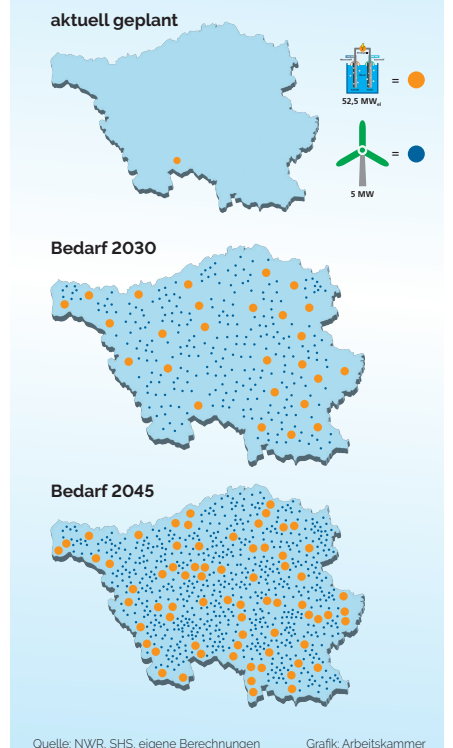 aktuell geplant
=
52,5 MWel
=
5 MW
Bedarf 2030
Bedarf 2045
Quelle: NWR, SHS, eigene Berechnungen
Grafik: Arbeitskammer